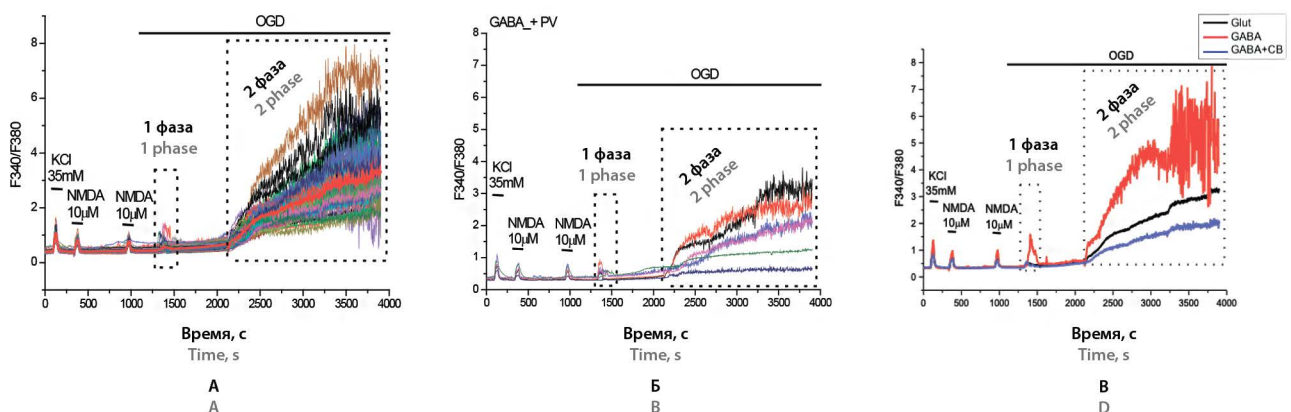 OGD
8
6
4
2
0
F340/F380
KCl
35mM
NMDA
10µM
NMDA
10µM
1 фаза
1 phase
2 фаза
2 phase
0 500 1000 1500 2000 2500 3000 3500 4000
Время, с
Time, s
А
A
GABA_+ PV
OGD
8
7
6
5
4
3
2
1
0
F340/F380
KCl
35mM
NMDA
10µM
NMDA
10µM
1 фаза
1 phase
2 фаза
2 phase
0 500 1000 1500 2000 2500 3000 3500 4000
Время, с
Time, s
Б
B
Glut
GABA
GABA+CB
OGD
8
7
6
5
4
3
2
1
0
F340/F380
KCl
35mM
NMDA
10µM
NMDA
10µM
1 фаза
1 phase
2 фаза
2 phase
0 500 1000 1500 2000 2500 3000 3500 4000
Время, с
Time, s
В
D